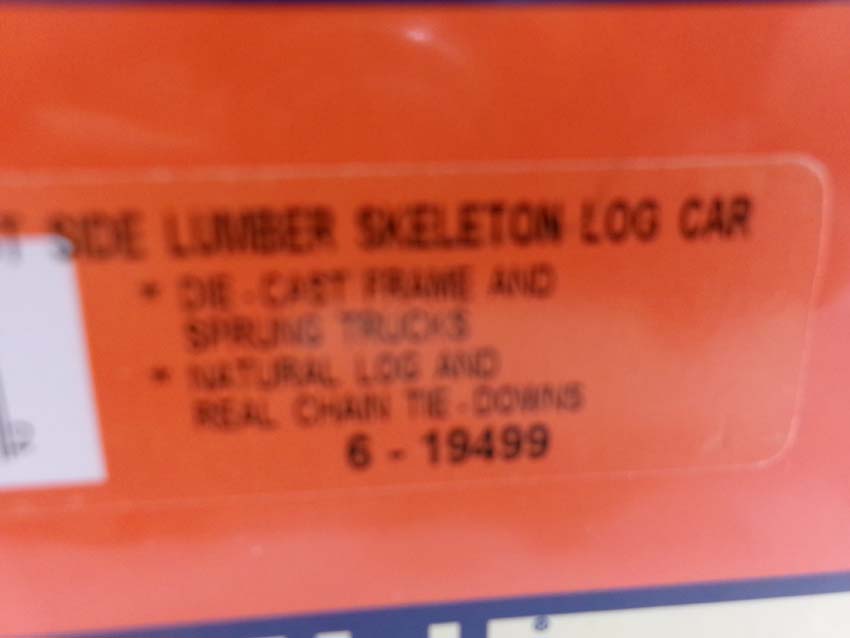 SIDE LUMBER SKELETON LOG CAR
* DIE-CAST FRAME AND
SPRUNG TRUCKS
* NATURAL LOG AND
REAL CHAIN TIE-DOWNS
6-19499